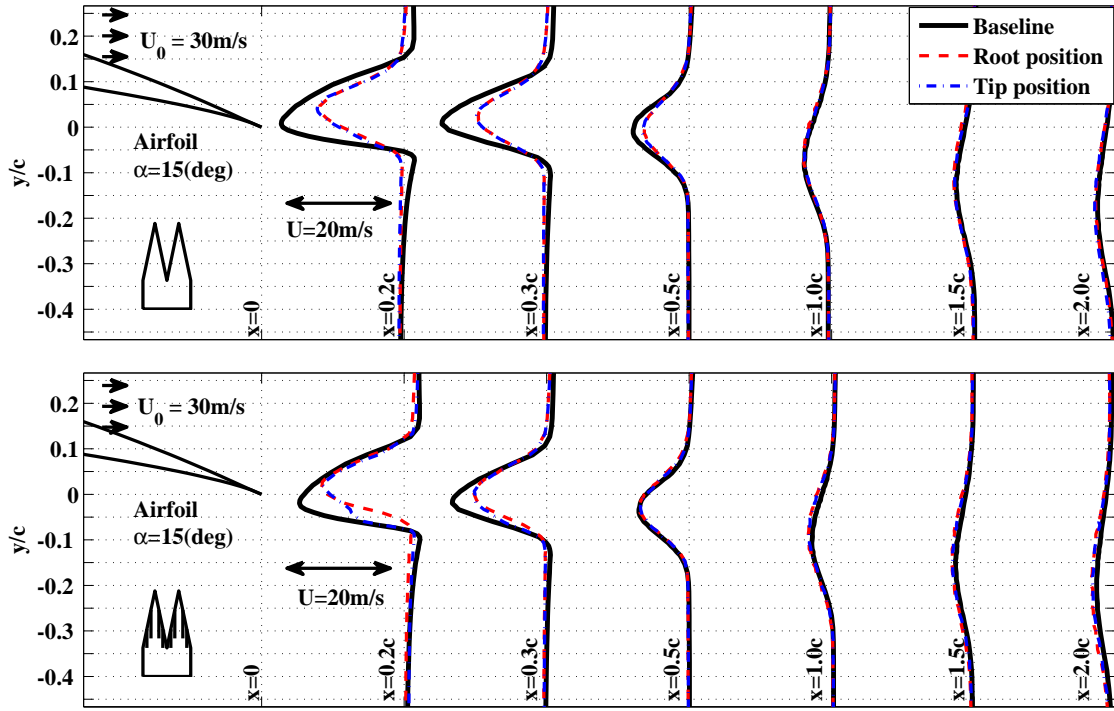 0.2
0.1
0
-0.1
-0.2
-0.3
-0.4
y/c
U0 = 30m/s
Airfoil
α=15(deg)
U=20m/s
x=0
x=0.2c
x=0.3c
x=0.5c
x=1.0c
x=1.5c
x=2.0c
Baseline
Root position
Tip position
0.2
0.1
0
-0.1
-0.2
-0.3
-0.4
y/c
U0 = 30m/s
Airfoil
α=15(deg)
U=20m/s
x=0
x=0.2c
x=0.3c
x=0.5c
x=1.0c
x=1.5c
x=2.0c